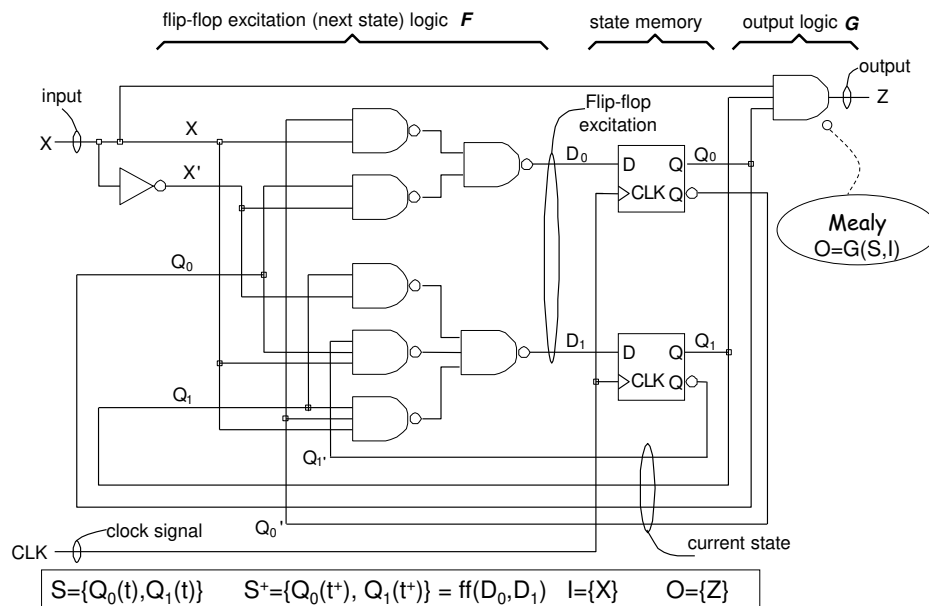 flip-flop excitation (next state) logic F
state memory
output logic G
output
input
Z
X
X
X'
Flip-flop
excitation
D₀
D
Q
Q₀
CLK
Q
Mealy
O=G(S,I)
Q₀
D₁
D
Q
Q₁
CLK
Q
Q₁
Q₁'
Q₀'
clock signal
CLK
current state
S={Q₀(t),Q₁(t)} S⁺={Q₀(t⁺), Q₁(t⁺)} = ff(D₀,D₁) I={X} O={Z}